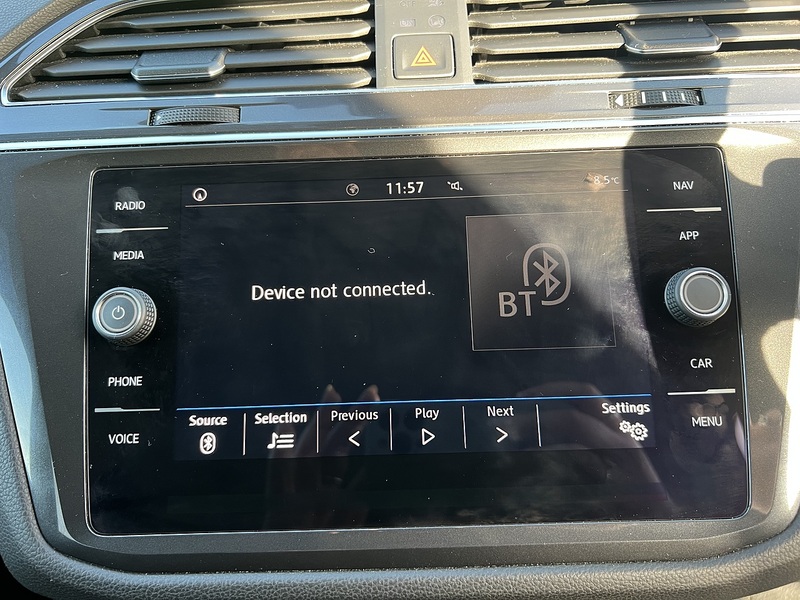 RADIO
MEDIA
PHONE
VOICE
11:57
8.5°C
Device not connected.
BT
Source
Selection
Previous
Play
Next
Settings
NAV
APP
CAR
MENU